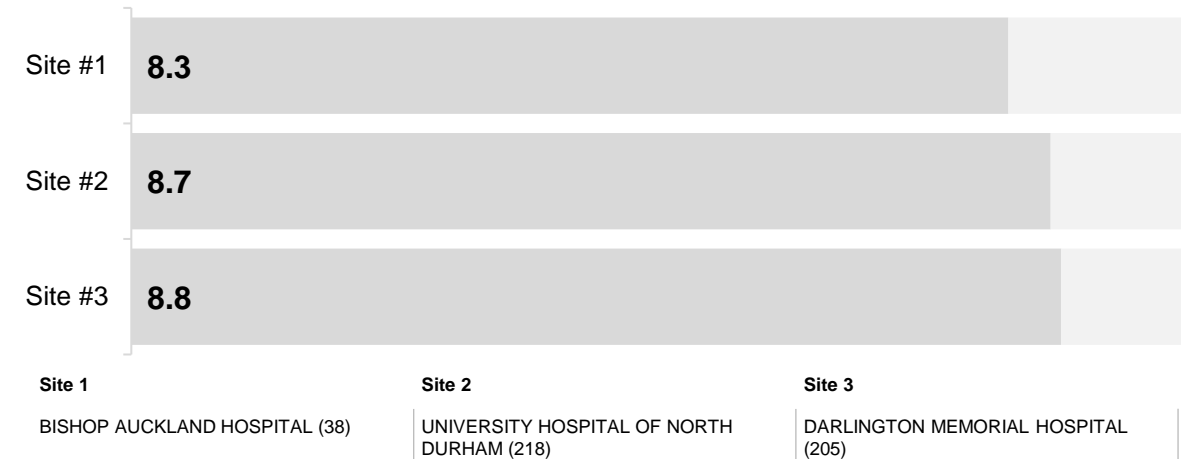 Site #1 8.3
Site #2 8.7
Site #3 8.8
Site 1 Site 2 Site 3
BISHOP AUCKLAND HOSPITAL (38)
UNIVERSITY HOSPITAL OF NORTH
DURHAM (218)
DARLINGTON MEMORIAL HOSPITAL
(205)